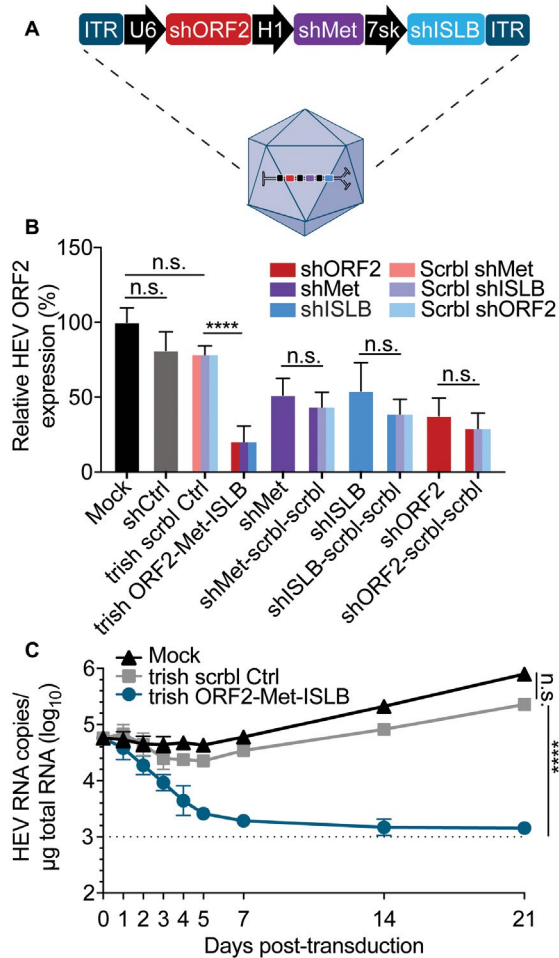 A
ITR U6 shORF2 H1 shMet 7sk shISLB ITR
B
Relative HEV ORF2
expression (%)
150
100
50
0
n.s.
n.s.
****
n.s.
n.s.
n.s.
shORF2
shMet
shISLB
Scrbl shMet
Scrbl shISLB
Scrbl shORF2
Mock
shCtrl
trish scrbl Ctrl
trish ORF2-Met-ISLB
shMet
shMet-scrbl-scrbl
shISLB
shISLB-scrbl-scrbl
shORF2
shORF2-scrbl-scrbl
C
HEV RNA copies/
µg total RNA (log10)
6
5
4
3
2
Mock
trish scrbl Ctrl
trish ORF2-Met-ISLB
n.s.
****
0 1 2 3 4 5 7 14 21
Days post-transduction